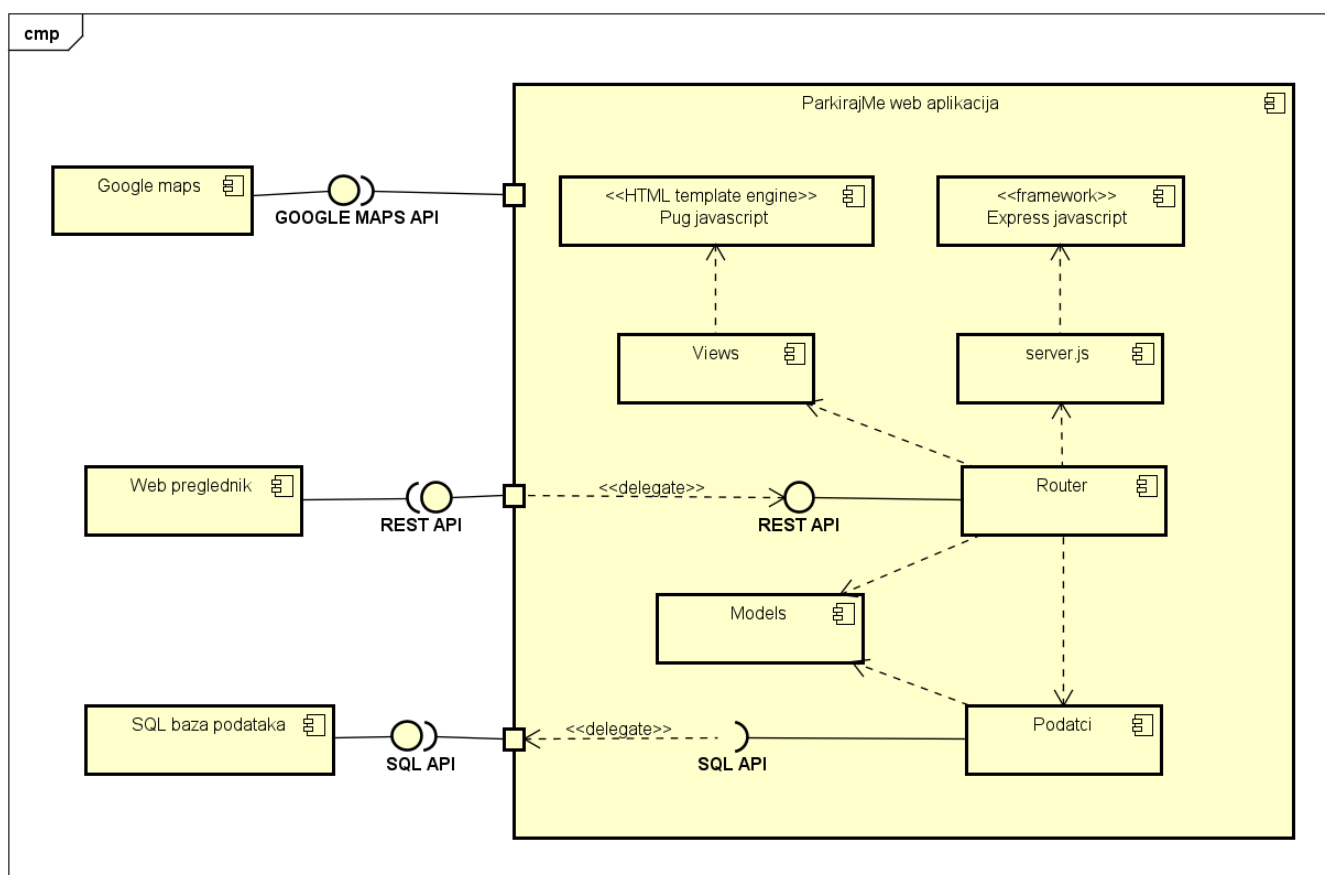 cmp
ParkirajMe web aplikacija
Google maps
GOOGLE MAPS API
<<HTML template engine>>
Pug javascript
<<framework>>
Express javascript
Views
server.js
Web preglednik
REST API
<<delegate>>
REST API
Router
Models
SQL baza podataka
SQL API
<<delegate>>
SQL API
Podatci